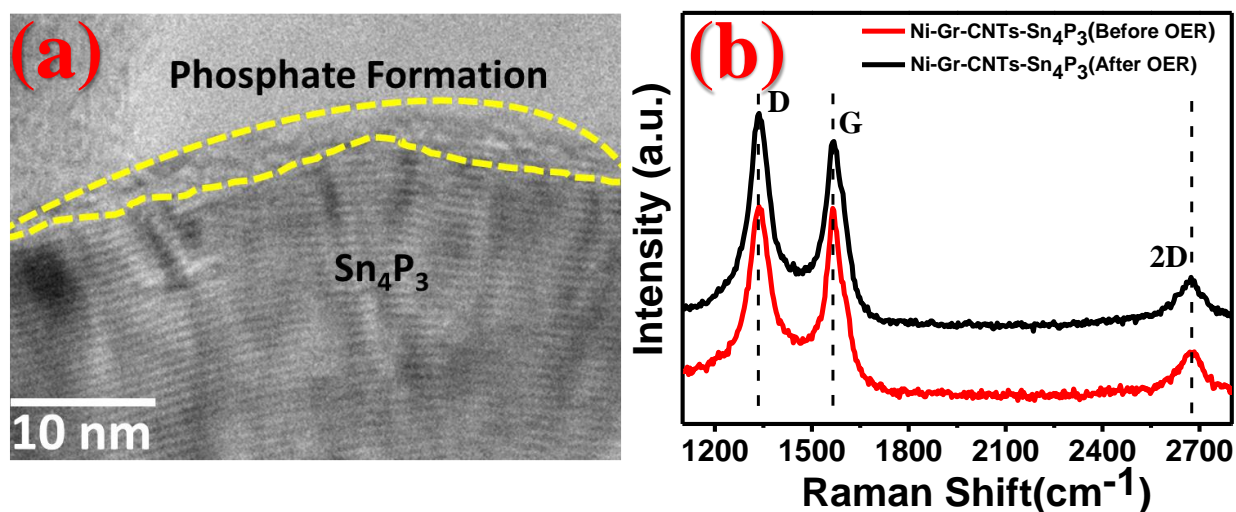 (a)
Phosphate Formation
Sn₄P₃
10 nm
(b)
Ni-Gr-CNTs-Sn₄P₃(Before OER)
Ni-Gr-CNTs-Sn₄P₃(After OER)
D
G
2D
Intensity (a.u.)
1200 1500 1800 2100 2400 2700
Raman Shift(cm⁻¹)